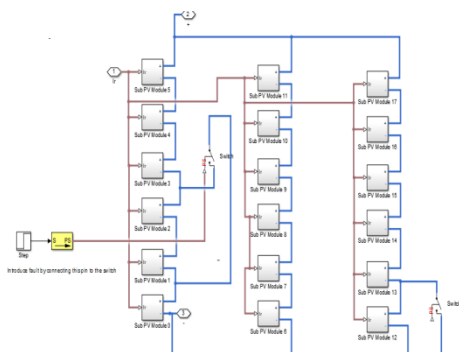 2
+
1
Ir
Sub PV Module 5
Sub PV Module 11
Sub PV Module 17
Sub PV Module 4
Sub PV Module 10
Sub PV Module 16
Switch
Sub PV Module 3
Sub PV Module 9
Sub PV Module 15
Sub PV Module 2
Sub PV Module 8
Sub PV Module 14
S PS
Step
Introduce fault by connecting the pin to the switch
Sub PV Module 1
Sub PV Module 7
Sub PV Module 13
3
-
Sub PV Module 0
Sub PV Module 6
Sub PV Module 12
Switc